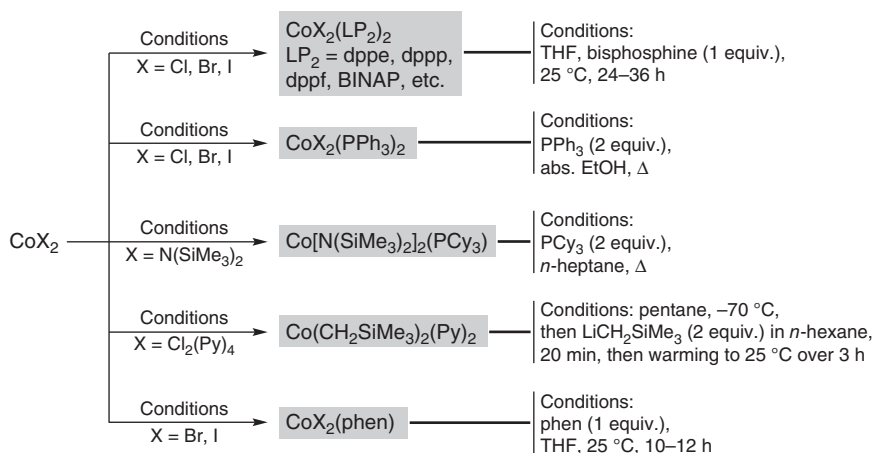 Conditions
X = Cl, Br, I
CoX2(LP2)2
LP2 = dppe, dppp,
dppf, BINAP, etc.
Conditions:
THF, bisphosphine (1 equiv.),
25 °C, 24–36 h
Conditions
X = Cl, Br, I
CoX2(PPh3)2
Conditions:
PPh3 (2 equiv.),
abs. EtOH, Δ
CoX2
Conditions
X = N(SiMe3)2
Co[N(SiMe3)2]2(PCy3)
Conditions:
PCy3 (2 equiv.),
n-heptane, Δ
Conditions
X = Cl2(Py)4
Co(CH2SiMe3)2(Py)2
Conditions: pentane, –70 °C,
then LiCH2SiMe3 (2 equiv.) in n-hexane,
20 min, then warming to 25 °C over 3 h
Conditions
X = Br, I
CoX2(phen)
Conditions:
phen (1 equiv.),
THF, 25 °C, 10–12 h